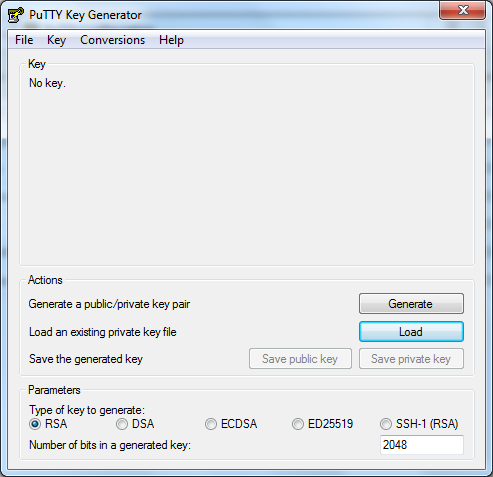 PuTTY Key Generator
File Key Conversions Help
Key
No key.
Actions
Generate a public/private key pair Generate
Load an existing private key file Load
Save the generated key Save public key Save private key
Parameters
Type of key to generate:
RSA DSA ECDSA ED25519 SSH-1 (RSA)
Number of bits in a generated key: 2048